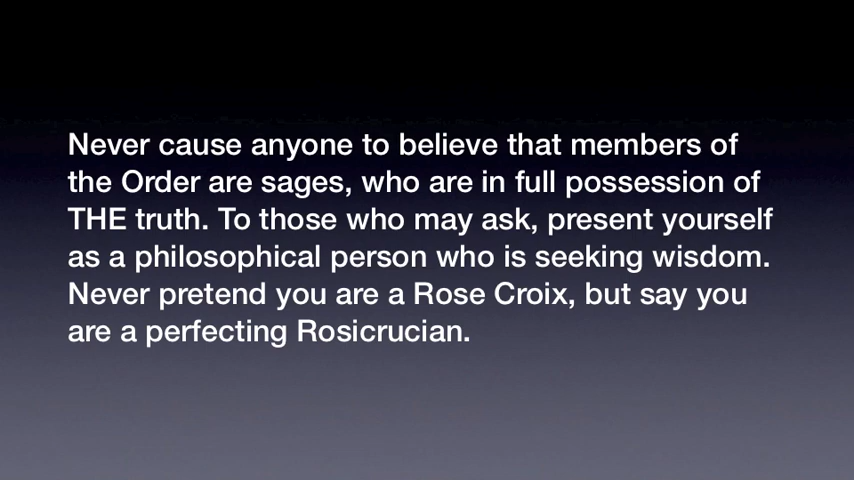 Never cause anyone to believe that members of
the Order are sages, who are in full possession of
THE truth. To those who may ask, present yourself
as a philosophical person who is seeking wisdom.
Never pretend you are a Rose Croix, but say you
are a perfecting Rosicrucian.